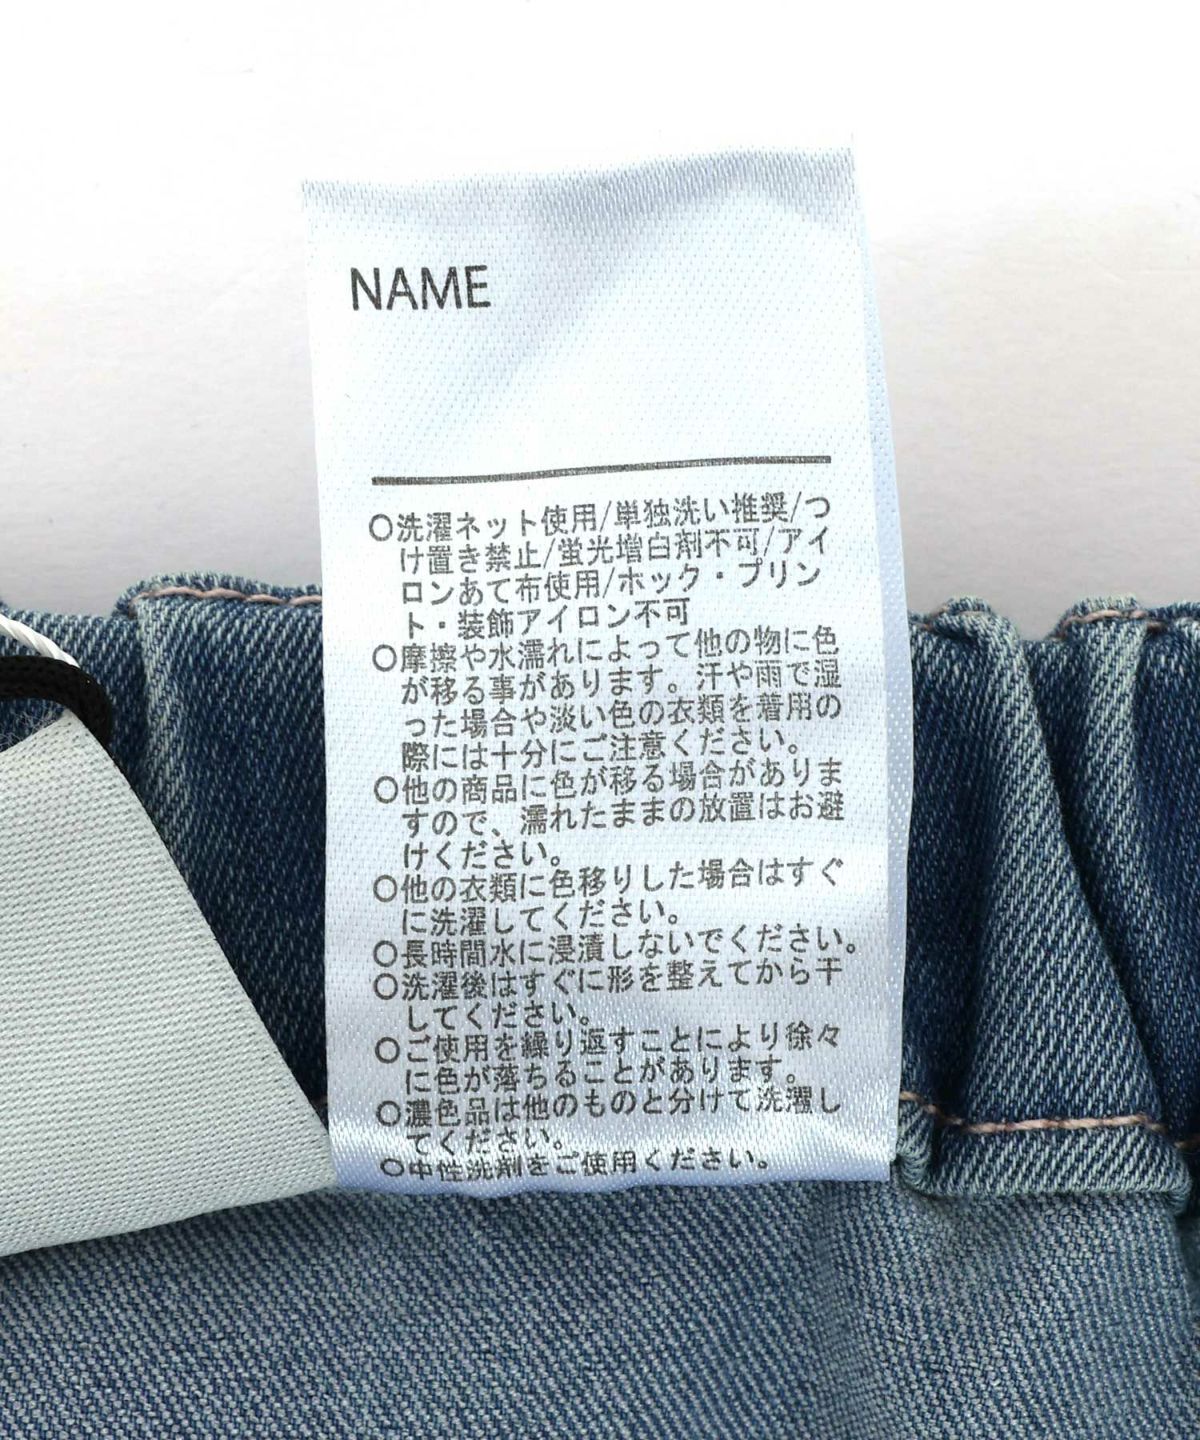 NAME
○洗濯ネット使用/単独洗い推奨/つ
け置き禁止/蛍光増白剤不可/アイ
ロンあて布使用/ホック・プリン
ト・装飾アイロン不可
○摩擦や水濡れによって他の物に色
が移る事があります。汗や雨で湿
った場合や淡い色の衣類を着用の
際には十分にご注意ください。
○他の商品に色が移る場合がありま
すので、濡れたままの放置はお避
けください。
○他の衣類に色移りした場合はすぐ
に洗濯してください。
○長時間水に浸漬しないでください。
○洗濯後はすぐに形を整えてから干
してください。
○ご使用を繰り返すことにより徐々
に色が落ちることがあります。
○濃色品は他のものと分けて洗濯し
てください。
○中性洗剤をご使用ください。